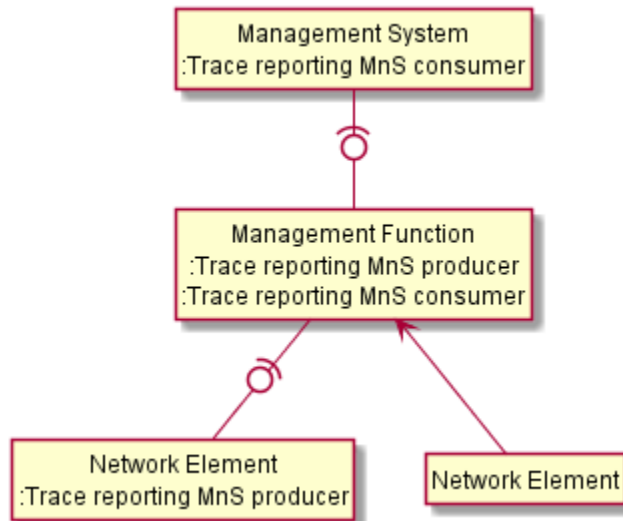 Management System
:Trace reporting MnS consumer
Management Function
:Trace reporting MnS producer
:Trace reporting MnS consumer
Network Element
:Trace reporting MnS producer
Network Element